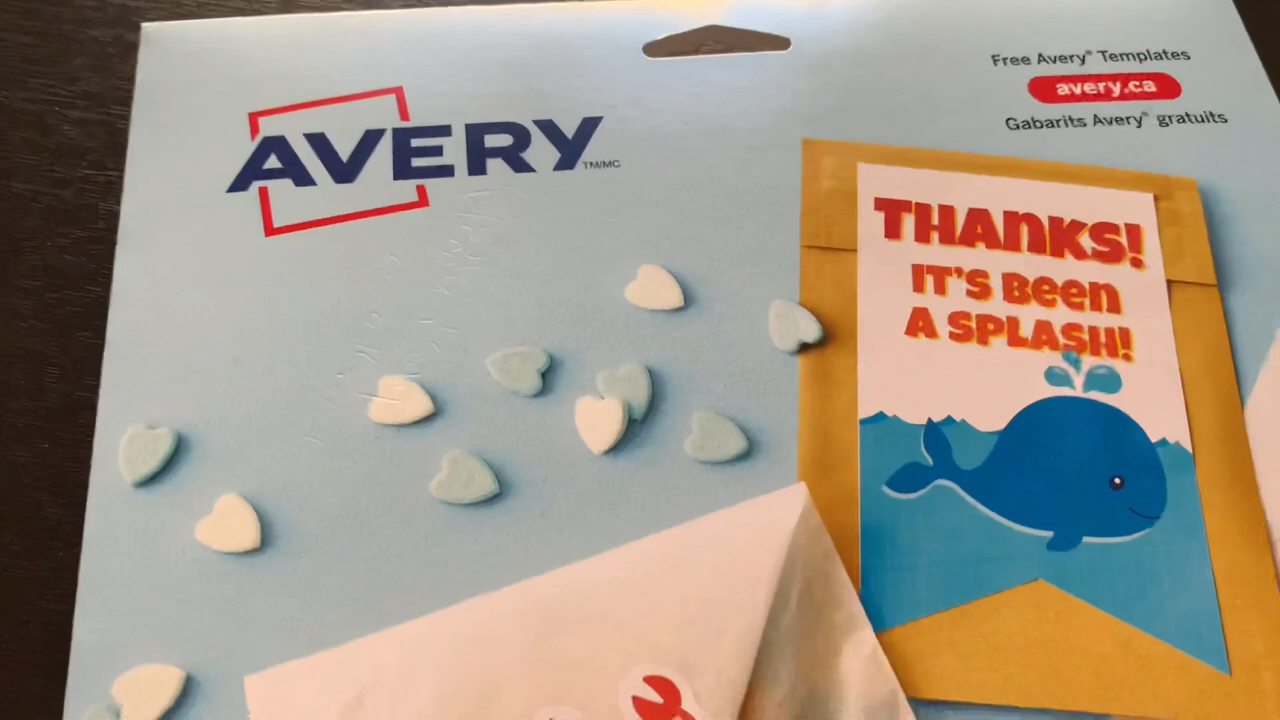 AVERY
TM/MC
Free Avery® Templates
avery.ca
Gabarits Avery® gratuits
THANKS!
IT'S Been
A SPLASH!